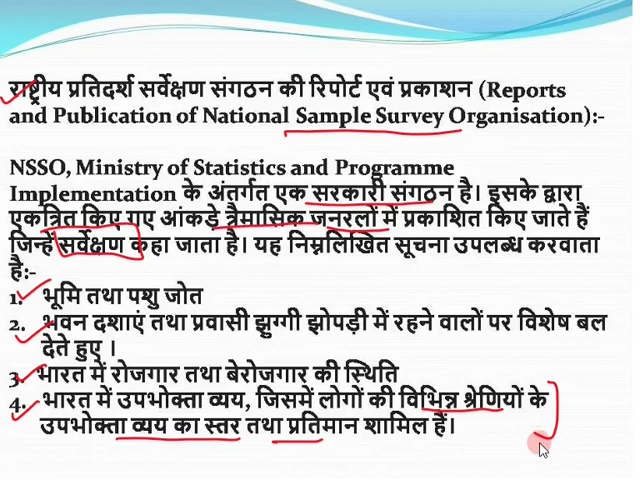 राष्ट्रीय प्रतिदर्श सर्वेक्षण संगठन की रिपोर्ट एवं प्रकाशन (Reports
and Publication of National Sample Survey Organisation):-
NSSO, Ministry of Statistics and Programme
Implementation के अंतर्गत एक सरकारी संगठन है। इसके द्वारा
एकत्रित किए गए आंकड़े त्रैमासिक जनरलों में प्रकाशित किए जाते हैं
जिन्हें सर्वेक्षण कहा जाता है। यह निम्नलिखित सूचना उपलब्ध करवाता
है:-
1. भूमि तथा पशु जोत
2. भवन दशाएं तथा प्रवासी झुग्गी झोपड़ी में रहने वालों पर विशेष बल
देते हुए ।
3. भारत में रोजगार तथा बेरोजगार की स्थिति
4. भारत में उपभोक्ता व्यय, जिसमें लोगों की विभिन्न श्रेणियों के
उपभोक्ता व्यय का स्तर तथा प्रतिमान शामिल हैं।